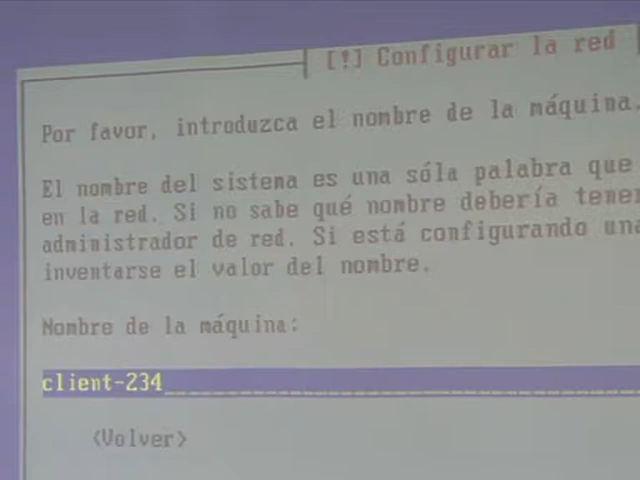 [!] Configurar la red
Por favor, introduzca el nombre de la máquina.
El nombre del sistema es una sóla palabra que
en la red. Si no sabe qué nombre debería tener
administrador de red. Si está configurando una
inventarse el valor del nombre.
Nombre de la máquina:
client-234
<Volver>